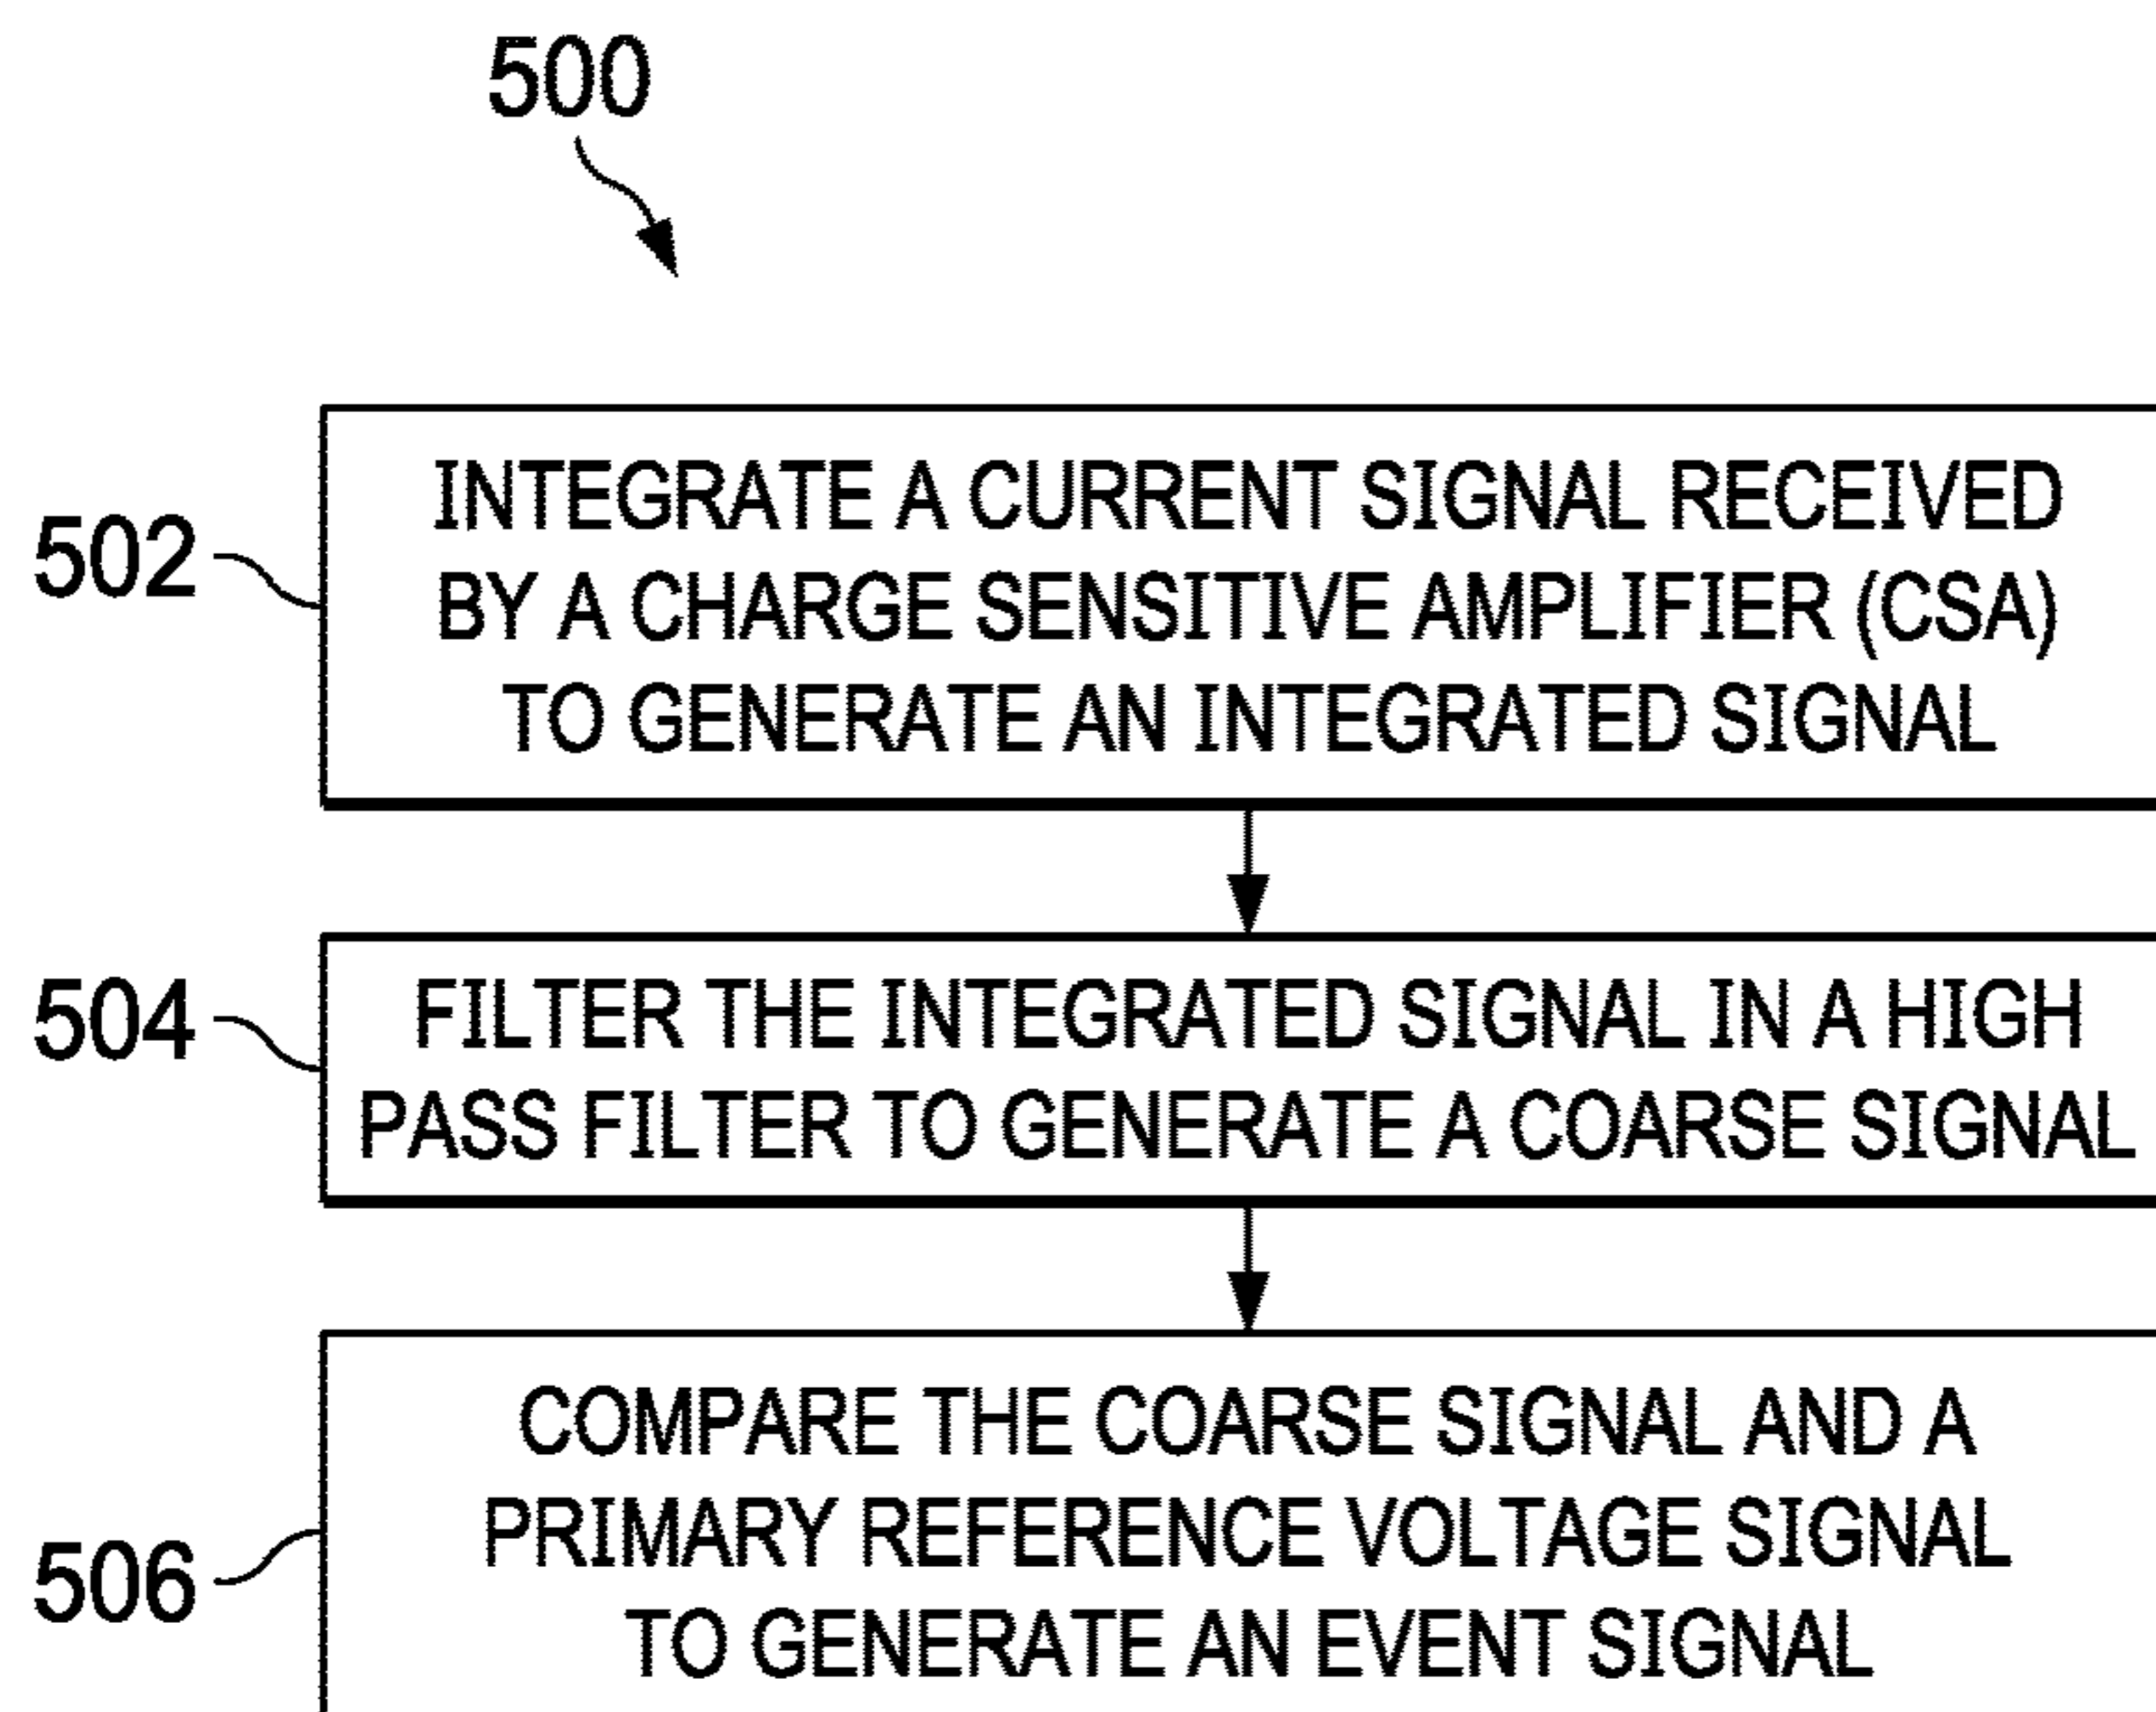 500
502
INTEGRATE A CURRENT SIGNAL RECEIVED
BY A CHARGE SENSITIVE AMPLIFIER (CSA)
TO GENERATE AN INTEGRATED SIGNAL
504
FILTER THE INTEGRATED SIGNAL IN A HIGH
PASS FILTER TO GENERATE A COARSE SIGNAL
506
COMPARE THE COARSE SIGNAL AND A
PRIMARY REFERENCE VOLTAGE SIGNAL
TO GENERATE AN EVENT SIGNAL